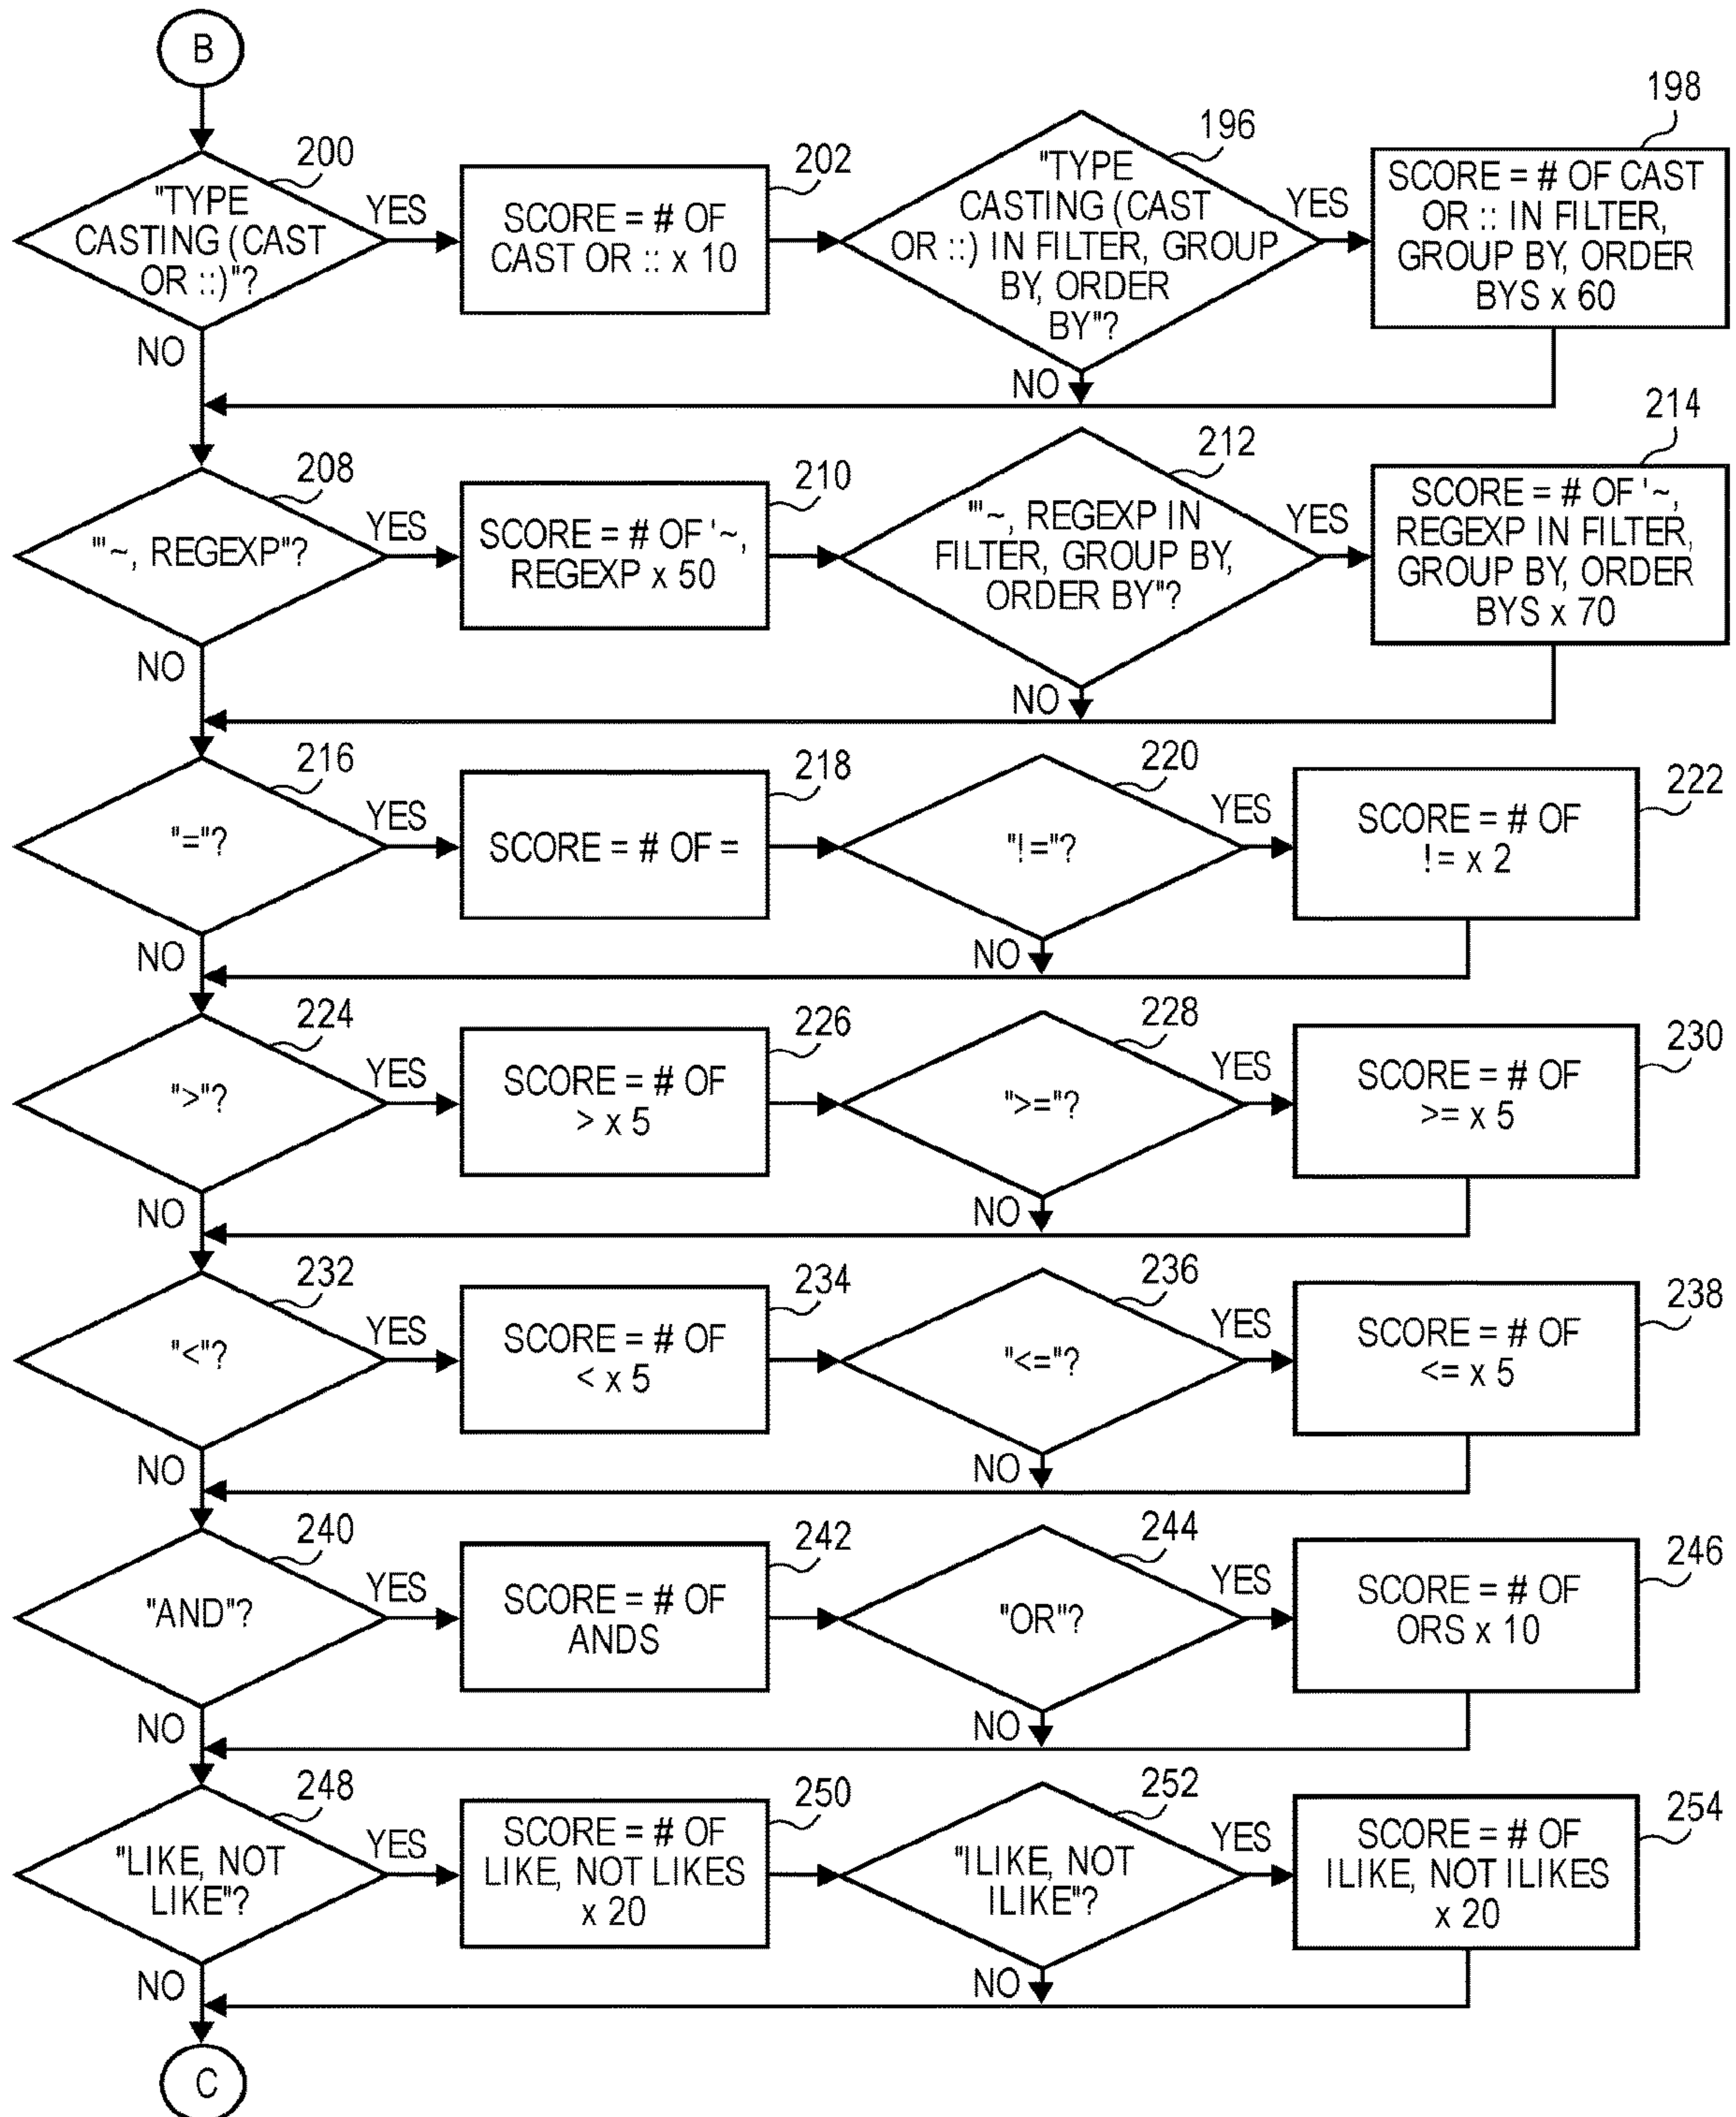 B
200
"TYPE
CASTING (CAST
OR ::)"?
YES
NO
202
SCORE = # OF
CAST OR :: x 10
196
"TYPE
CASTING (CAST
OR ::) IN FILTER, GROUP
BY, ORDER
BY"?
YES
NO
198
SCORE = # OF CAST
OR :: IN FILTER,
GROUP BY, ORDER
BYS x 60
208
"'~, REGEXP"?
YES
NO
210
SCORE = # OF '~,
REGEXP x 50
212
"'~, REGEXP IN
FILTER, GROUP BY,
ORDER BY"?
YES
NO
214
SCORE = # OF '~,
REGEXP IN FILTER,
GROUP BY, ORDER
BYS x 70
216
"="?
YES
NO
218
SCORE = # OF =
220
"!="?
YES
NO
222
SCORE = # OF
!= x 2
224
">"?
YES
NO
226
SCORE = # OF
> x 5
228
">="?
YES
NO
230
SCORE = # OF
>= x 5
232
"<"?
YES
NO
234
SCORE = # OF
< x 5
236
"<="?
YES
NO
238
SCORE = # OF
<= x 5
240
"AND"?
YES
NO
242
SCORE = # OF
ANDS
244
"OR"?
YES
NO
246
SCORE = # OF
ORS x 10
248
"LIKE, NOT
LIKE"?
YES
NO
250
SCORE = # OF
LIKE, NOT LIKES
x 20
252
"ILIKE, NOT
ILIKE"?
YES
NO
254
SCORE = # OF
ILIKE, NOT ILIKES
x 20
C